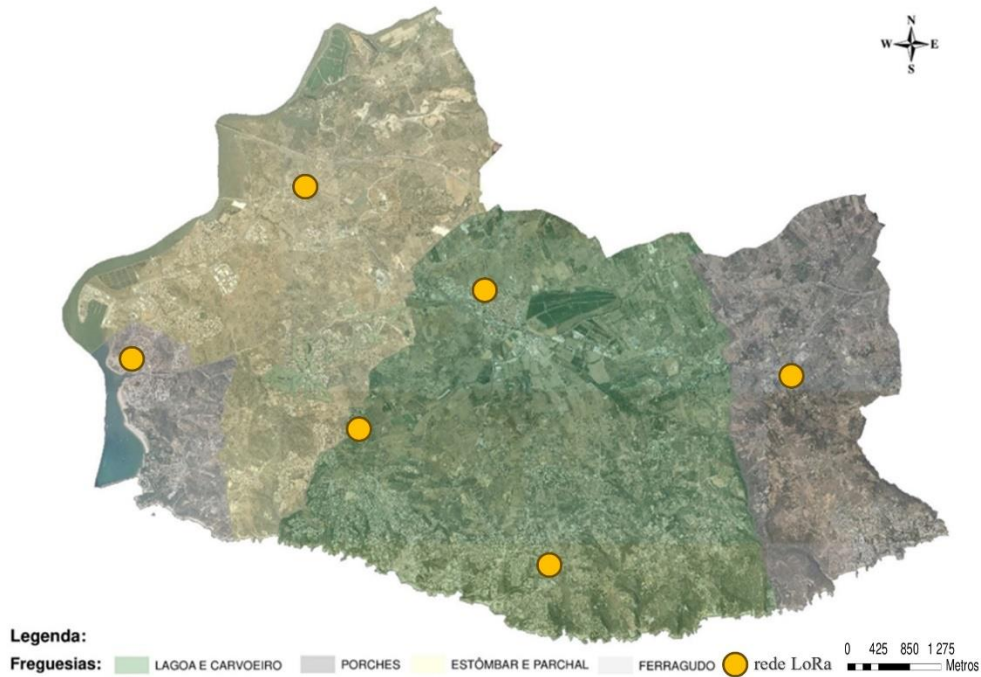 N
W E
S
Legenda:
Freguesias: LAGOA E CARVOEIRO PORCHES ESTÔMBAR E PARCHAL FERRAGUDO rede LoRa
0 425 850 1 275
Metros